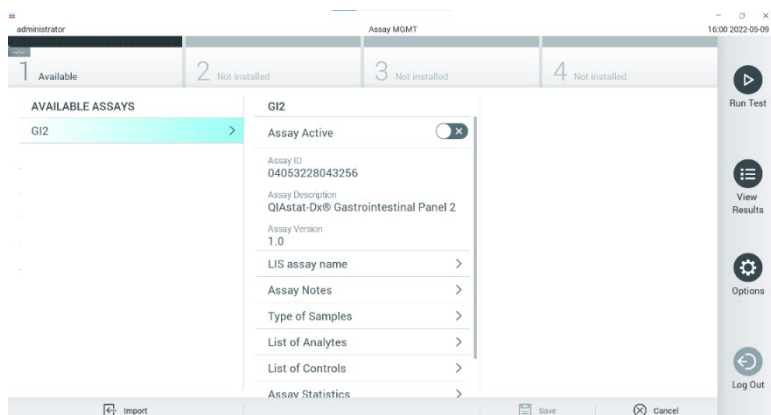 administrator
Assay MGMT
16:00 2022-05-09
1 Available
2 Not installed
3 Not installed
4 Not installed
AVAILABLE ASSAYS
GI2
GI2
Assay Active
Assay ID
04053228043256
Assay Description
QIAstat-Dx® Gastrointestinal Panel 2
Assay Version
1.0
LIS assay name
Assay Notes
Type of Samples
List of Analytes
List of Controls
Assay Statistics
Run Test
View
Results
Options
Log Out
Import
Save
Cancel